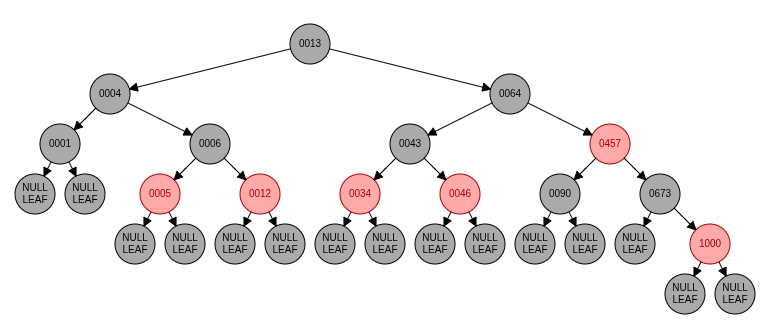 0013
0004
0064
0001
0006
0043
0457
NULL
LEAF
NULL
LEAF
0005
0012
0034
0046
0090
0673
NULL
LEAF
NULL
LEAF
NULL
LEAF
NULL
LEAF
NULL
LEAF
NULL
LEAF
NULL
LEAF
NULL
LEAF
NULL
LEAF
NULL
LEAF
NULL
LEAF
1000
NULL
LEAF
NULL
LEAF